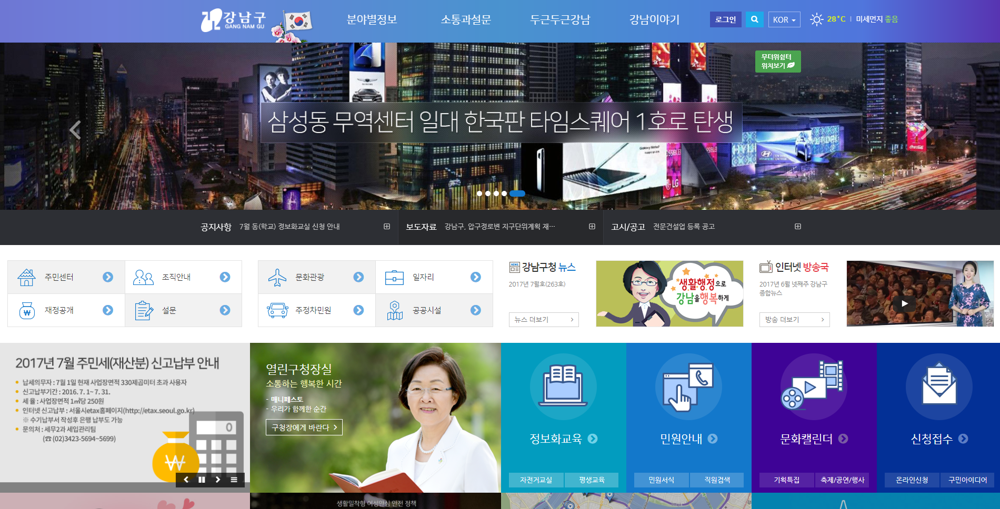 강남구
GANG NAM GU
분야별정보
소통과설문
두근두근강남
강남이야기
로그인
KOR
28°C
미세먼지 좋음
무더위쉼터
위치보기
삼성동 무역센터 일대 한국판 타임스퀘어 1호로 탄생
Galaxy Note7
HYUNDAI
LG
Coca-Cola
공지사항
7월 동(학교) 정보화교실 신청 안내
보도자료
강남구, 압구정로변 지구단위계획 재…
고시/공고
전문건설업 등록 공고
주민센터
조직안내
재정공개
설문
문화관광
일자리
주정차민원
공공시설
NEWS
강남구청 뉴스
2017년 7월호(263호)
뉴스 더보기
생활행정으로
강남을행복하게
인터넷 방송국
2017년 6월 넷째주 강남구
종합뉴스
방송 더보기
2017년 7월 주민세(재산분) 신고납부 안내
납세의무자 : 7월 1일 현재 사업장면적 330제곱미터 초과 사용자
신고납부기간 : 2016. 7. 1~ 7. 31.
세 율 : 사업장면적 1㎡당 250원
인터넷 신고납부 : 서울시etax홈페이지(http://etax.seoul.go.kr)
※ 수기납부서 작성후 은행 납부도 가능
문의처 : 세무2과 세입관리팀
(☎(02)3423-5694~5699)
0
₩
열린구청장실
소통하는 행복한 시간
- 매니페스토
- 우리가 함께한 순간
구청장에게 바란다
정보화교육
자전거교실
평생교육
민원안내
민원서식
직원검색
문화캘린더
기획특집
축제/공연/행사
신청접수
온라인신청
구민아이디어
생활밀착형 여성안심 안전 정책